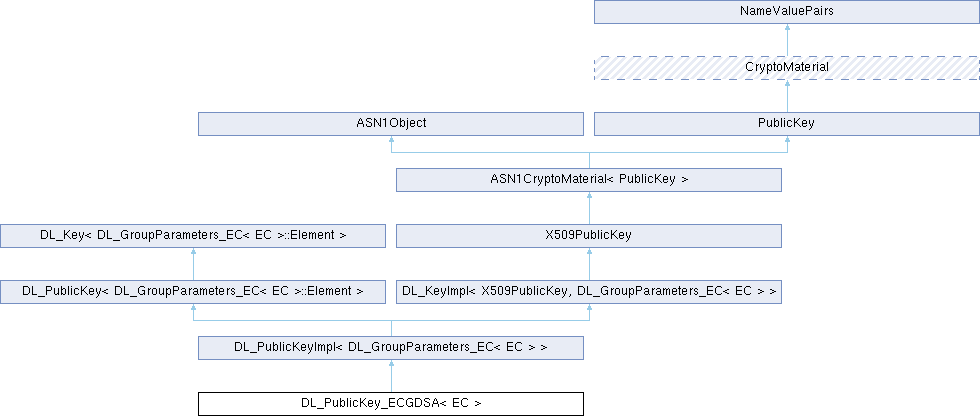 NameValuePairs
CryptoMaterial
ASN1Object
PublicKey
ASN1CryptoMaterial< PublicKey >
DL_Key< DL_GroupParameters_EC< EC >::Element >
X509PublicKey
DL_PublicKey< DL_GroupParameters_EC< EC >::Element >
DL_KeyImpl< X509PublicKey, DL_GroupParameters_EC< EC > >
DL_PublicKeyImpl< DL_GroupParameters_EC< EC > >
DL_PublicKey_ECGDSA< EC >